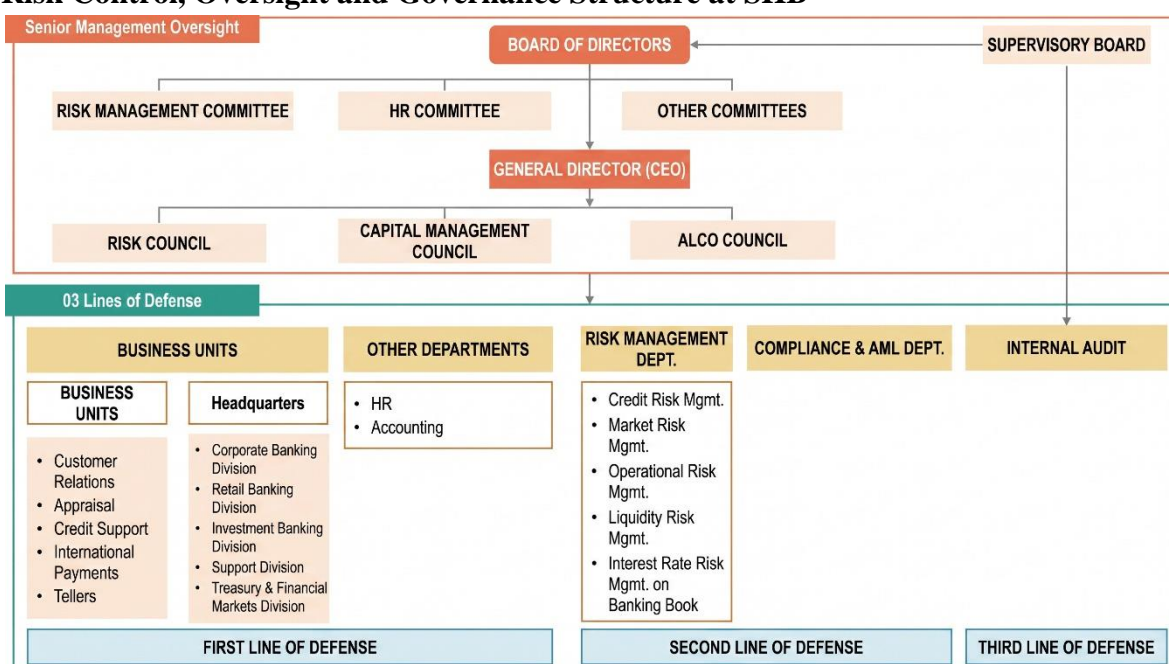 Risk Control, Oversight and Governance Structure at SHB
Senior Management Oversight
BOARD OF DIRECTORS
SUPERVISORY BOARD
RISK MANAGEMENT COMMITTEE
HR COMMITTEE
OTHER COMMITTEES
GENERAL DIRECTOR (CEO)
RISK COUNCIL
CAPITAL MANAGEMENT
COUNCIL
ALCO COUNCIL
03 Lines of Defense
BUSINESS UNITS
BUSINESS
UNITS
• Customer
Relations
• Appraisal
• Credit Support
• International
Payments
• Tellers
Headquarters
• Corporate Banking
Division
• Retail Banking
Division
• Investment Banking
Division
• Support Division
• Treasury & Financial
Markets Division
OTHER DEPARTMENTS
• HR
• Accounting
RISK MANAGEMENT
DEPT.
• Credit Risk Mgmt.
• Market Risk
Mgmt.
• Operational Risk
Mgmt.
• Liquidity Risk
Mgmt.
• Interest Rate Risk
Mgmt. on
Banking Book
COMPLIANCE & AML DEPT.
INTERNAL AUDIT
FIRST LINE OF DEFENSE
SECOND LINE OF DEFENSE
THIRD LINE OF DEFENSE